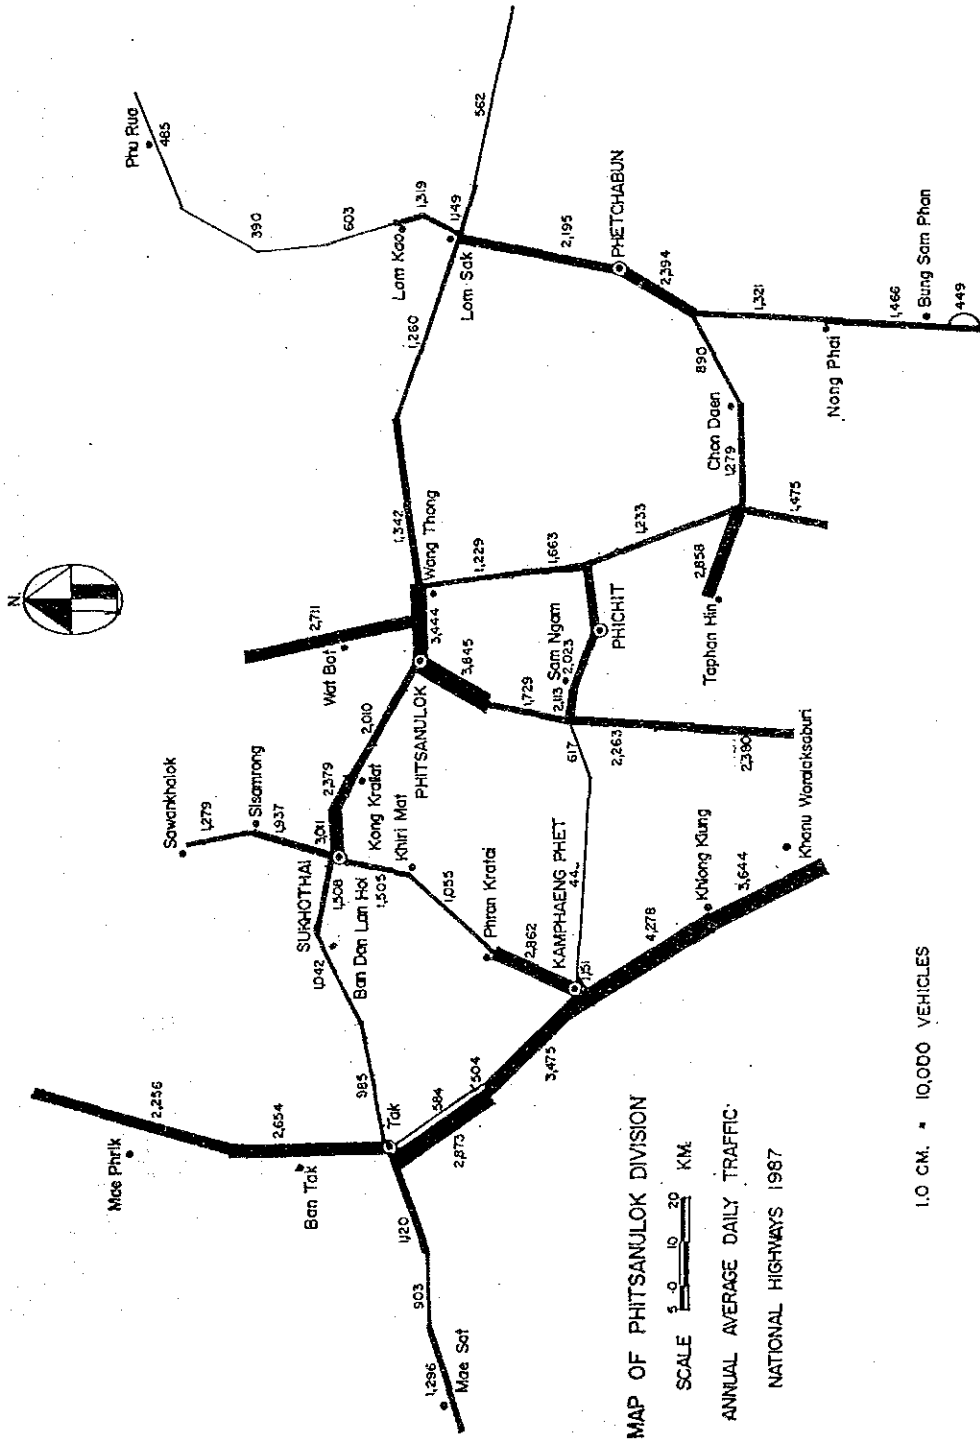 N
Phu Rua
485
390
603
Lom Kao
1,319
1,149
562
Lom Sak
1,260
2,195
PHETCHABUN
2,394
1,321
890
1,466
Bung Sam Phan
449
Nong Phai
Chon Daen
1,279
1,475
1,342
Wang Thong
1,229
1,663
1,233
2,858
Taphan Hin
2,711
Wat Bot
3,444
3,845
PHITSANULOK
Sam Ngam
2,023
PHICHIT
1,729
2,113
617
2,263
2,380
2,010
2,379
Kong Krailat
Sawankhalok
1,279
Sisamrong
1,937
3,011
SUKHOTHAI
1,508
Ban Dan Lan Hoi
1,505
Khiri Mat
1,055
Phran Kratai
2,862
KAMPHAENG PHET
44
1,151
4,278
Khlong Klung
3,644
Khanu Woralaksaburi
1,042
985
Mae Phrik
2,256
2,654
Ban Tak
Tak
584
504
2,873
3,475
1,120
903
1,296
Mae Sot
MAP OF PHITSANULOK DIVISION
SCALE 5 0 10 20 KM.
ANNUAL AVERAGE DAILY TRAFFIC
NATIONAL HIGHWAYS 1987
1.0 CM. = 10,000 VEHICLES